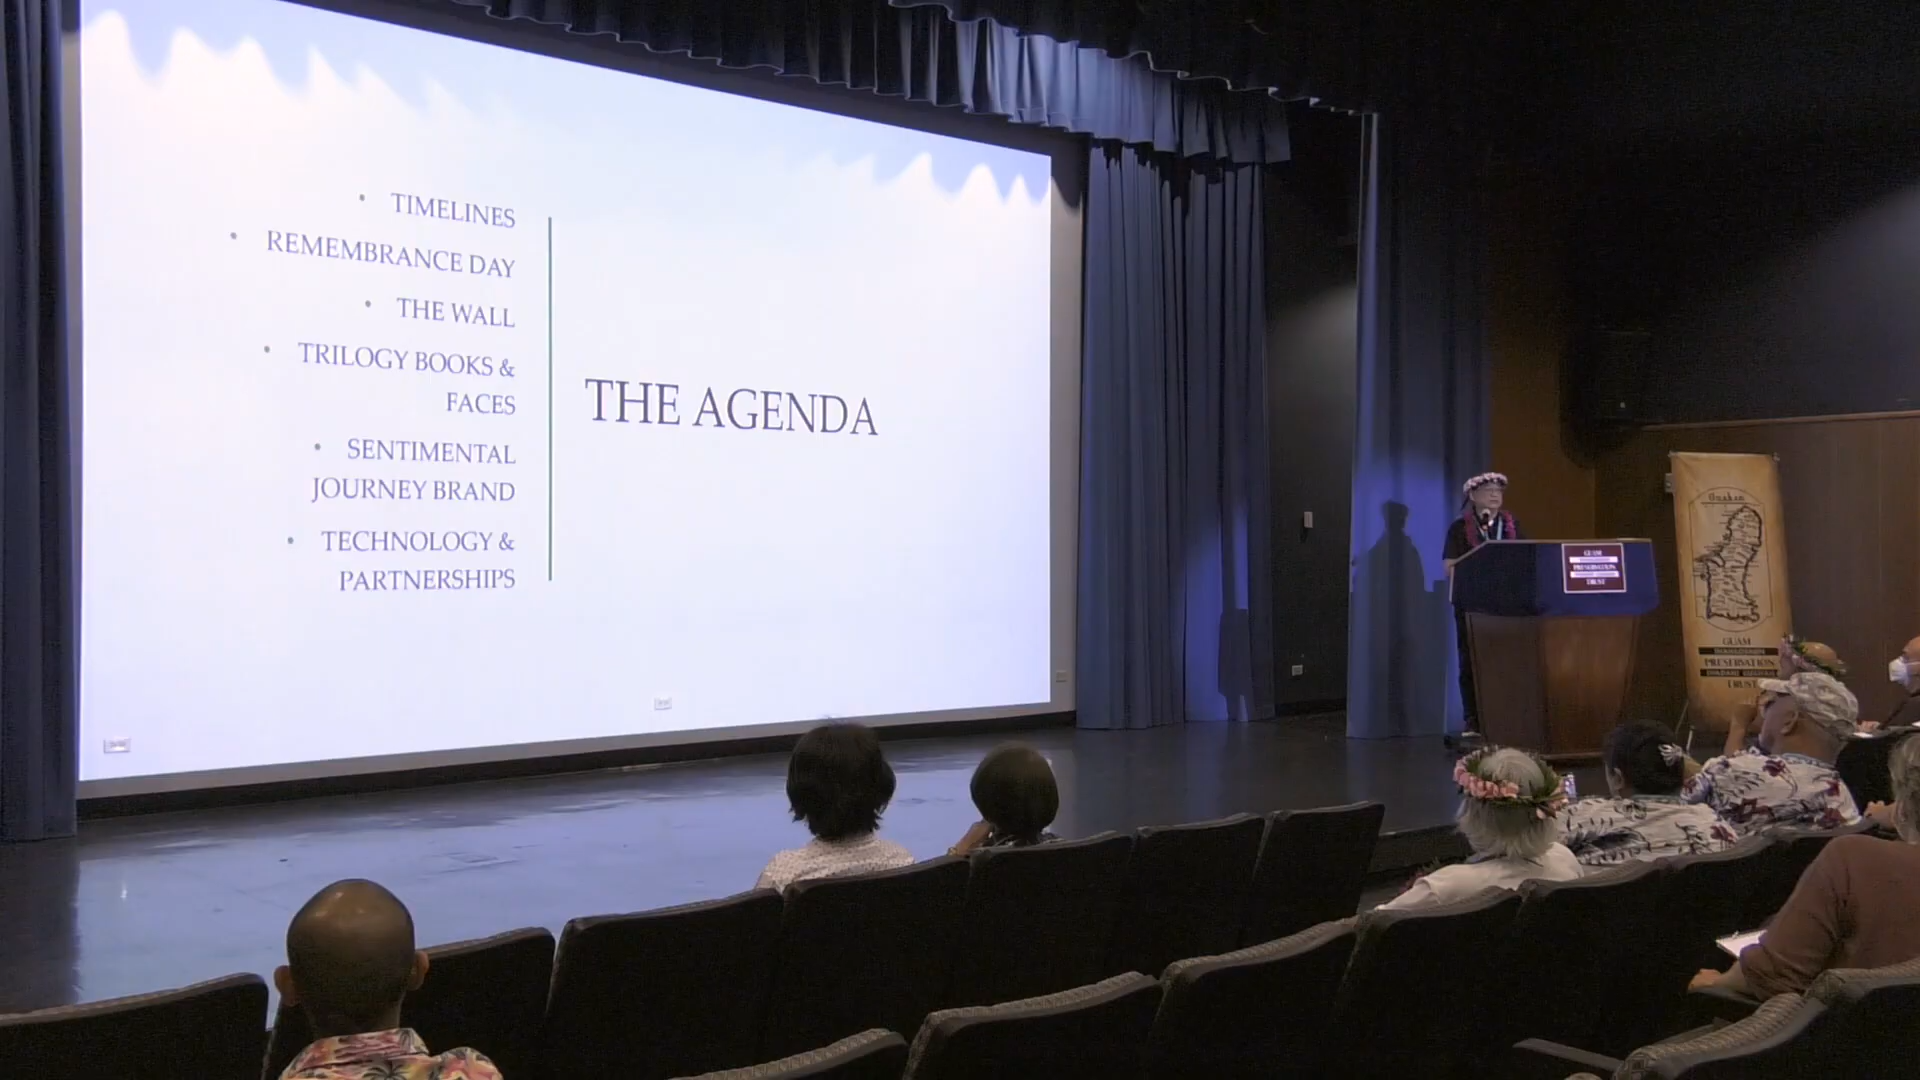 • TIMELINES
• REMEMBRANCE DAY
• THE WALL
• TRILOGY BOOKS &
FACES
• SENTIMENTAL
JOURNEY BRAND
• TECHNOLOGY &
PARTNERSHIPS
THE AGENDA
GUAM
PRESERVATION
TRUST
GUAM
PRESERVATION
TRUST